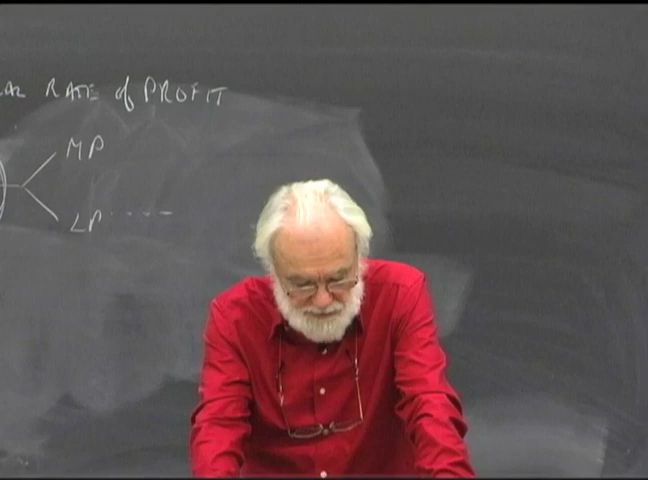 RATE of PROFIT
MP
LP - - - -